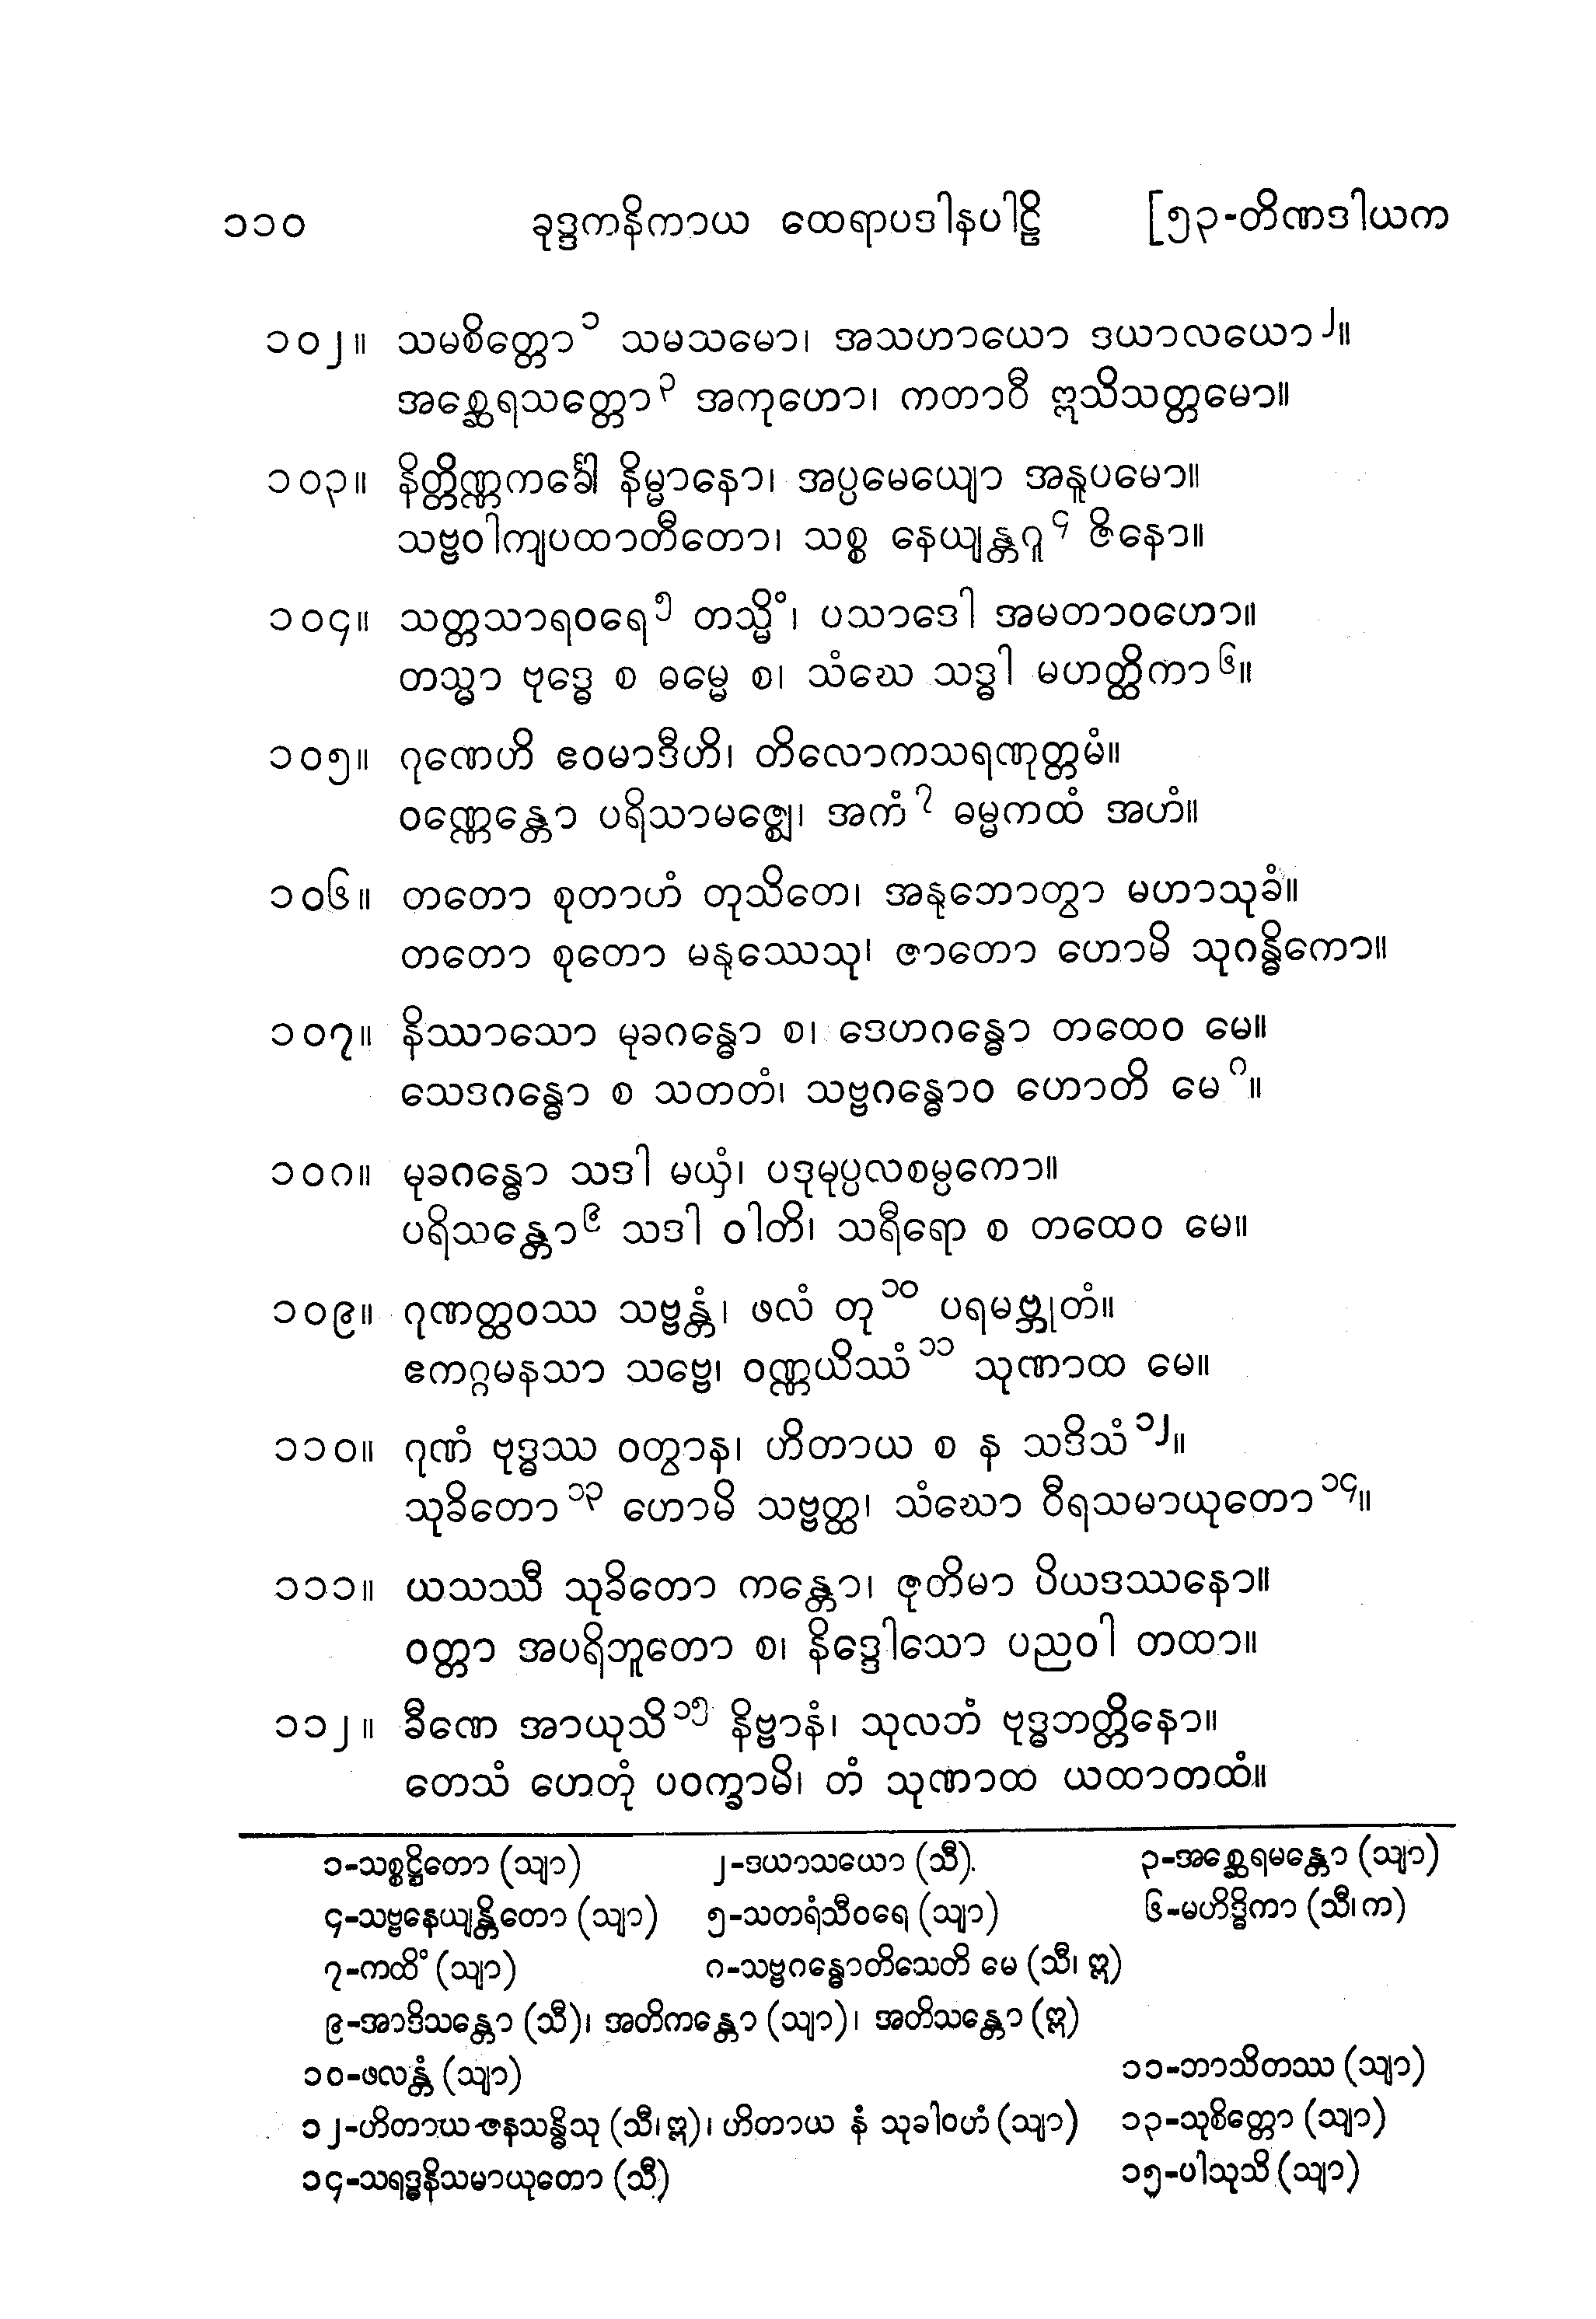 ၁၁၀ ခုဒ္ဒကနိကာယ ထေရာပဒါနပါဠိ [၅၃-တိဏဒါယက
၁၀၂။ သမစိတ္တော၁ သမသမော၊ အသဟာယော ဒယာလယော၂။
အစ္ဆေရသတ္တော၃ အကုဟော၊ ကတာဝီ ဣသိသတ္တမော။
၁၀၃။ နိတ္တိဏ္ဏကင်္ခေါ နိမ္မာနော၊ အပ္ပမေယျော အနူပမော။
သဗ္ဗဝါကျပထာတီတော၊ သစ္စ နေယျန္တဂူ၄ ဇိနော။
၁၀၄။ သတ္တသာရဝရေ၅ တသ္မိံ၊ ပသာဒေါ အမတာဝဟော။
တသ္မာ ဗုဒ္ဓေ စ ဓမ္မေ စ၊ သံဃေ သဒ္ဓါ မဟတ္ထိကာ၆။
၁၀၅။ ဂုဏေဟိ ဧဝမာဒီဟိ၊ တိလောကသရဏုတ္တမံ။
ဝဏ္ဏေန္တော ပရိသာမဇ္ဈေ၊ အကံ၇ ဓမ္မကထံ အဟံ။
၁၀၆။ တတော စုတာဟံ တုသိတေ၊ အနုဘောတွာ မဟာသုခံ။
တတော စုတော မနုဿေသု၊ ဇာတော ဟောမိ သုဂန္ဓိကော။
၁၀၇။ နိဿာသော မုခဂန္ဓော စ၊ ဒေဟဂန္ဓော တထေဝ မေ။
သေဒဂန္ဓော စ သတတံ၊ သဗ္ဗဂန္ဓောဝ ဟောတိ မေ၈။
၁၀၈။ မုခဂန္ဓော သဒါ မယှံ၊ ပဒုမုပ္ပလစမ္ပကော။
ပရိသန္တော၉ သဒါ ဝါတိ၊ သရီရော စ တထေဝ မေ။
၁၀၉။ ဂုဏတ္ထဝဿ သဗ္ဗန္တံ၊ ဖလံ တု၁၀ ပရမဗ္ဘုတံ။
ဧကဂ္ဂမနသာ သဗ္ဗေ၊ ဝဏ္ဏယိဿံ၁၁ သုဏာထ မေ။
၁၁၀။ ဂုဏံ ဗုဒ္ဓဿ ဝတွာန၊ ဟိတာယ စ န သဒိသံ၁၂။
သုခိတော၁၃ ဟောမိ သဗ္ဗတ္ထ၊ သံဃော ဝီရသမာယုတော၁၄။
၁၁၁။ ယသဿီ သုခိတော ကန္တော၊ ဇုတိမာ ပိယဒဿနော။
ဝတ္တာ အပရိဘူတော စ၊ နိဒ္ဒေါသော ပညဝါ တထာ။
၁၁၂။ ခီဏေ အာယုသိ၁၅ နိဗ္ဗာနံ၊ သုလဘံ ဗုဒ္ဓဘတ္တိနော။
တေသံ ဟေတုံ ပဝက္ခာမိ၊ တံ သုဏာထ ယထာတထံ။
၁-သစ္စဋ္ဌိတော (သျာ) ၂-ဒယာသယော (သီ). ၃-အစ္ဆေရမန္တော (သျာ)
၄-သဗ္ဗနေယျန္တိတော (သျာ) ၅-သတရံသီဝရေ (သျာ) ၆-မဟိဒ္ဓိကာ (သီ၊က)
၇-ကထိံ (သျာ) ၈-သဗ္ဗဂန္ဓောတိသေတိ မေ (သီ၊ ဣ)
၉-အာဒိသန္တော (သီ)၊ အတိကန္တော (သျာ)၊ အတိသန္တော (ဣ)
၁၀-ဖလန္တံ (သျာ) ၁၁-ဘာသိတဿ (သျာ)
၁၂-ဟိတာယ ဇနသန္ဓိသု (သီ၊ဣ)၊ ဟိတာယ နံ သုခါဝဟံ (သျာ) ၁၃-သုစိတ္တော (သျာ)
၁၄-သရဒ္ဓနိသမာယုတော (သီ) ၁၅-ပါသုသိ (သျာ)